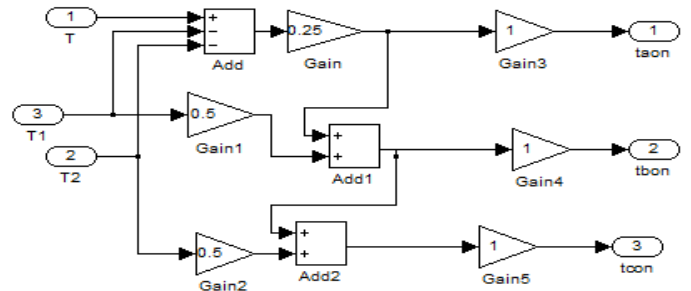 1
T
+
−
−
Add
0.25
Gain
1
Gain3
1
taon
3
T1
0.5
Gain1
+
+
Add1
1
Gain4
2
tbon
2
T2
0.5
Gain2
+
+
Add2
1
Gain5
3
tcon